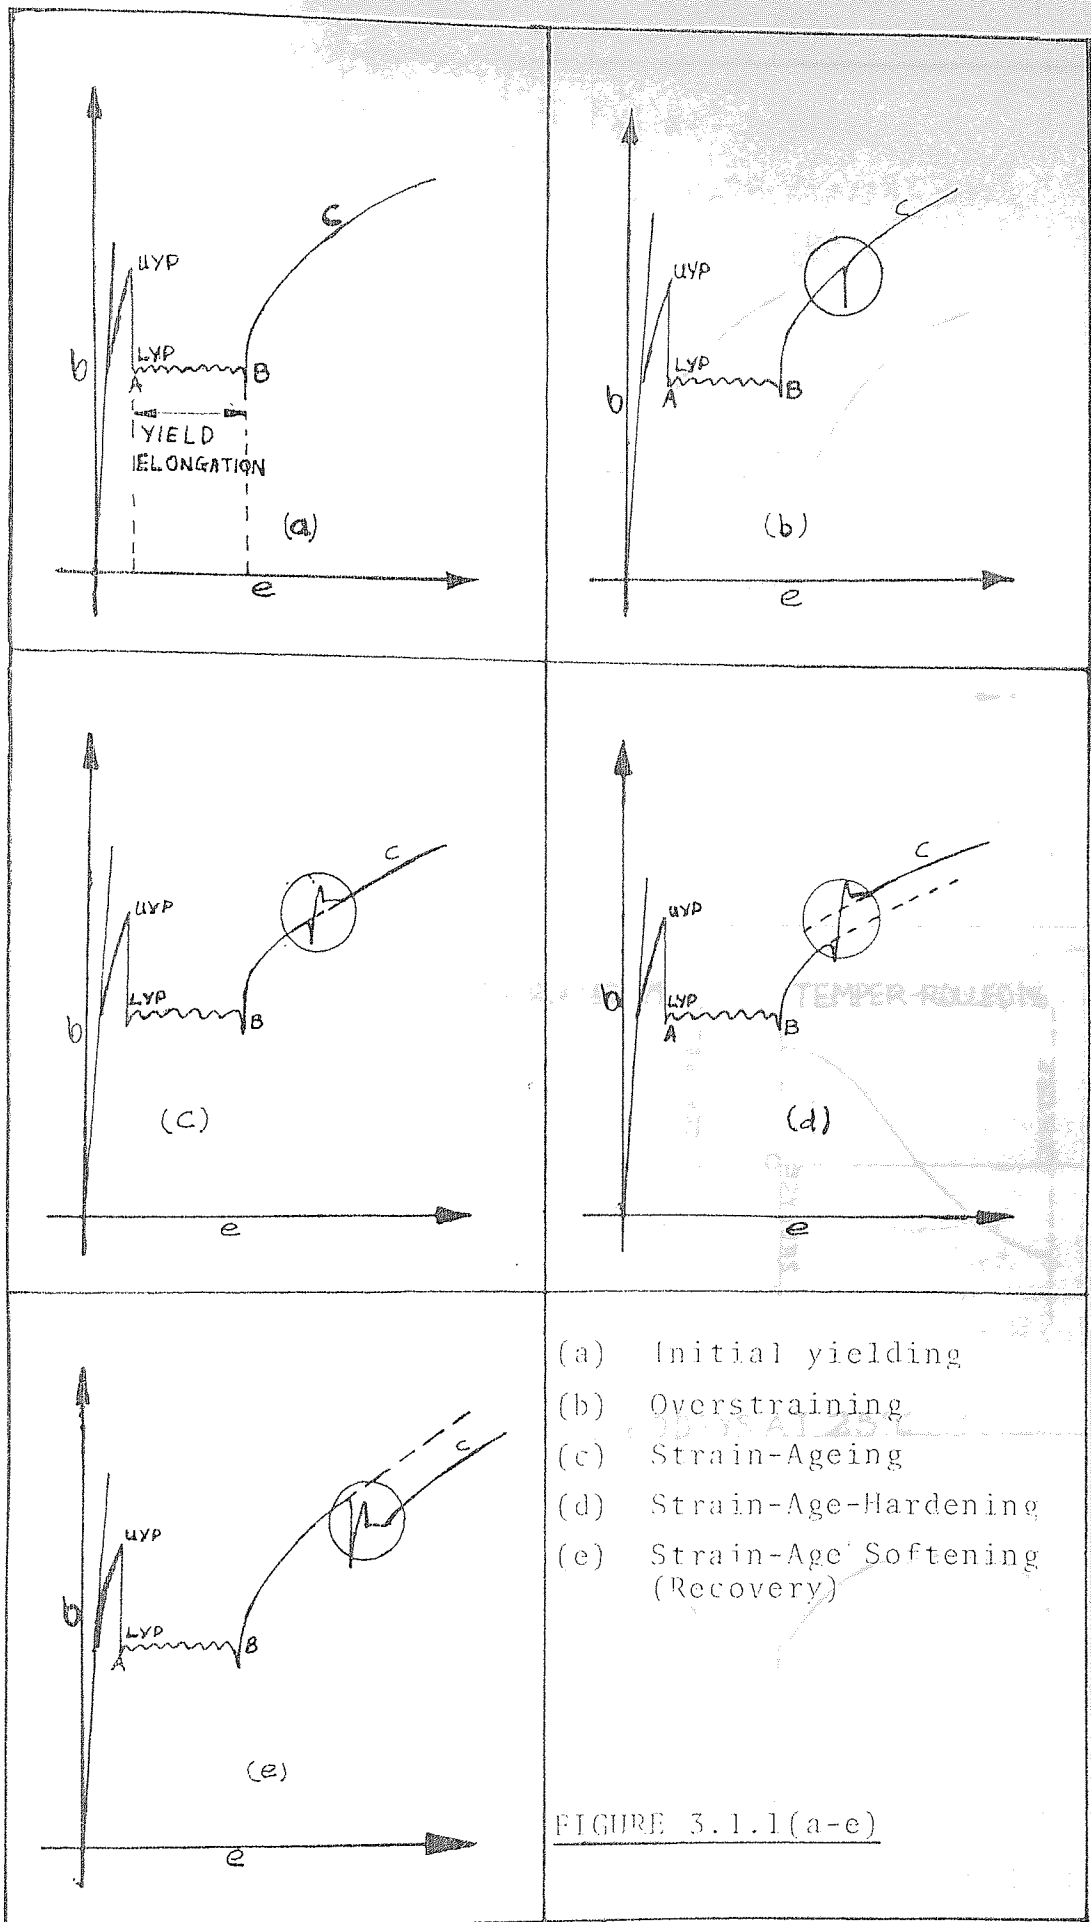 UYP
LYP
A
B
C
b
YIELD
ELONGATION
(a)
e
UYP
LYP
A
B
C
b
(b)
e
UYP
LYP
B
C
b
(C)
e
UYP
LYP
A
B
C
b
TEMPER ROLLED
(d)
e
UYP
LYP
A
B
C
b
(e)
e
(a) Initial yielding
(b) Overstraining
(c) Strain-Ageing
(d) Strain-Age-Hardening
(e) Strain-Age Softening
(Recovery)
FIGURE 3.1.1(a-e)